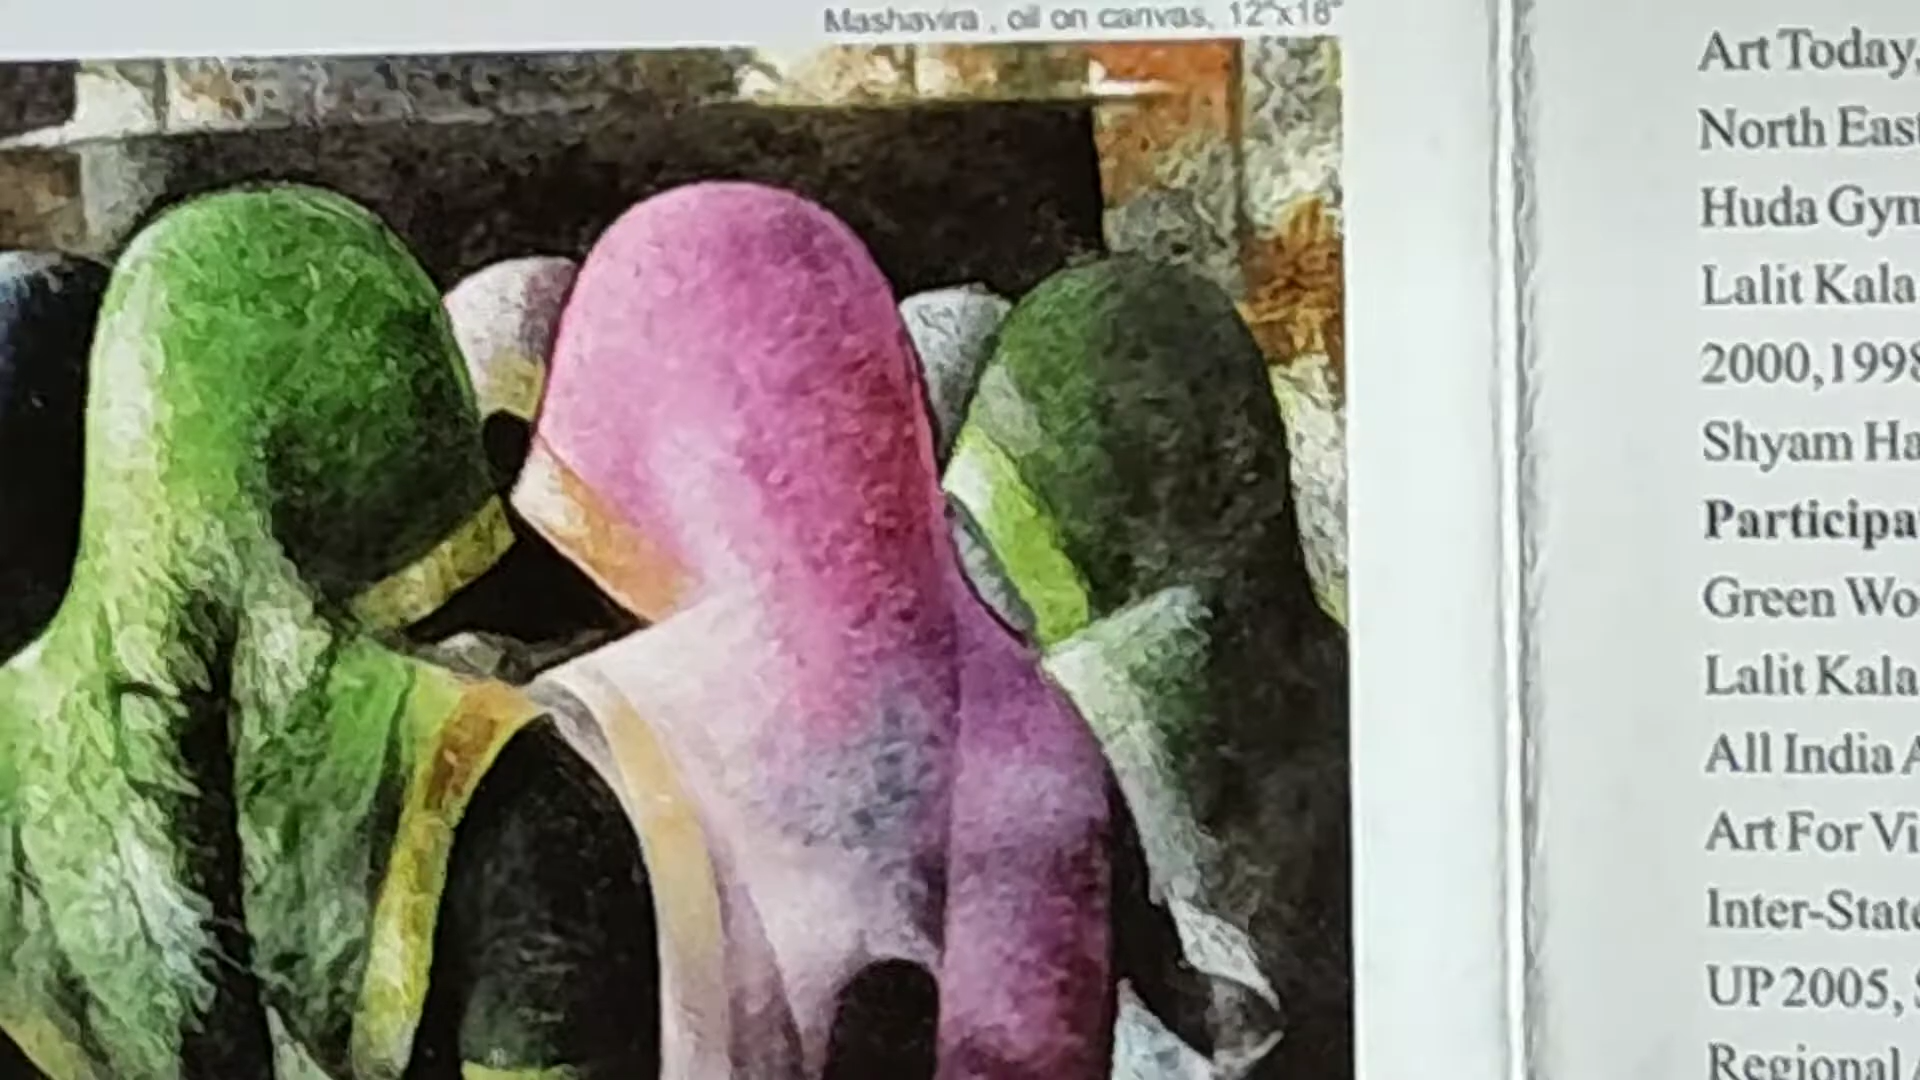 Mashavira , oil on canvas, 12"x18"
Art Today,
North East
Huda Gym
Lalit Kala
2000,1998
Shyam Ha
Participa
Green Wo
Lalit Kala
All India A
Art For Vi
Inter-State
UP 2005, S
Regional A